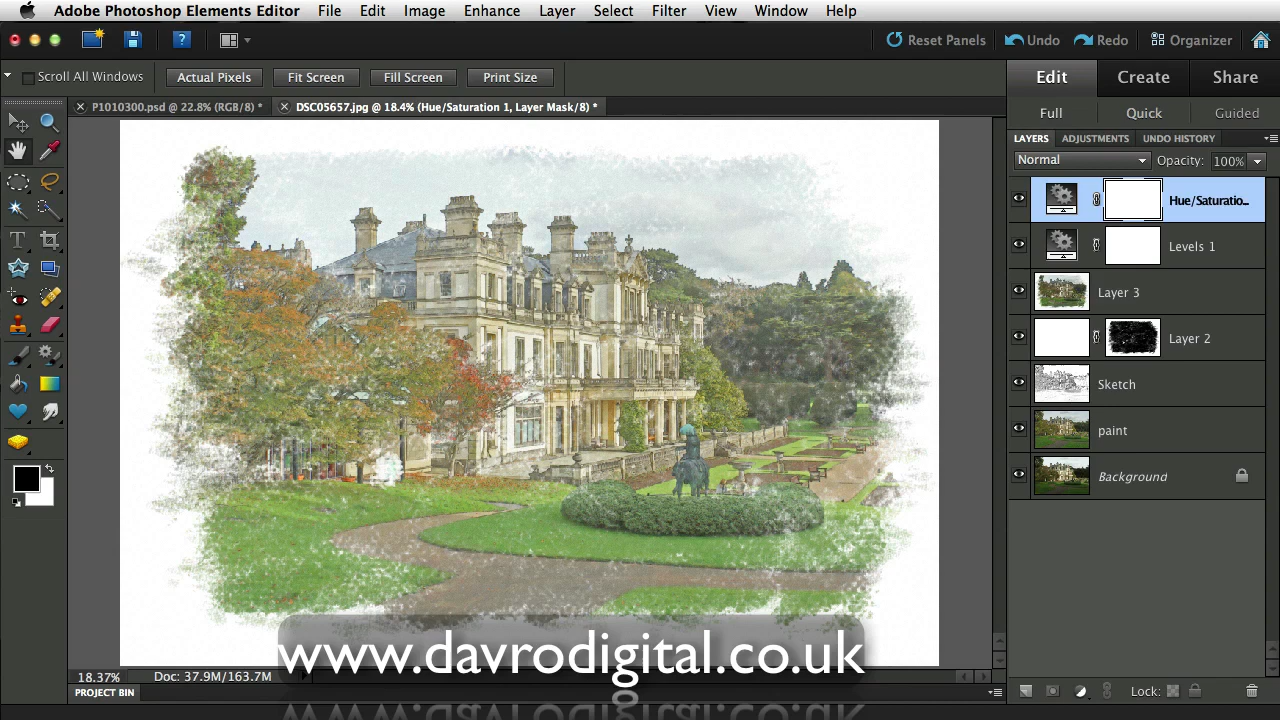 Adobe Photoshop Elements Editor File Edit Image Enhance Layer Select Filter View Window Help
Reset Panels Undo Redo Organizer
Scroll All Windows Actual Pixels Fit Screen Fill Screen Print Size
Edit Create Share
P1010300.psd @ 22.8% (RGB/8) * DSC05657.jpg @ 18.4% (Hue/Saturation 1, Layer Mask/8) *
Full Quick Guided
LAYERS ADJUSTMENTS UNDO HISTORY
Normal Opacity: 100%
Hue/Saturatio...
Levels 1
Layer 3
Layer 2
Sketch
paint
Background
www.davrodigital.co.uk
18.37% Doc: 37.9M/163.7M
PROJECT BIN
Lock: